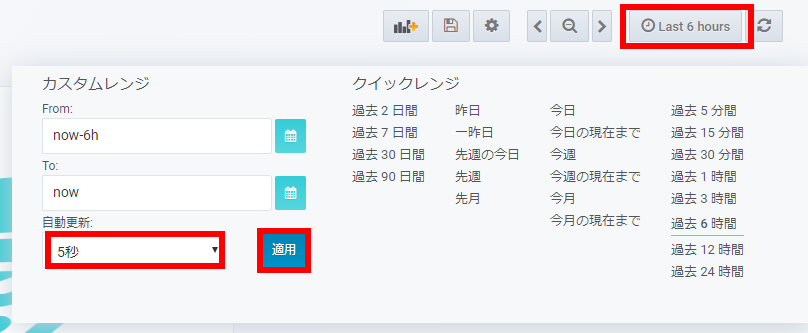 Last 6 hours
カスタムレンジ
From:
now-6h
To:
now
自動更新:
5秒
適用
クイックレンジ
過去 2 日間
過去 7 日間
過去 30 日間
過去 90 日間
昨日
一昨日
先週の今日
先週
先月
今日
今日の現在まで
今週
今週の現在まで
今月
今月の現在まで
過去 5 分間
過去 15 分間
過去 30 分間
過去 1 時間
過去 3 時間
過去 6 時間
過去 12 時間
過去 24 時間